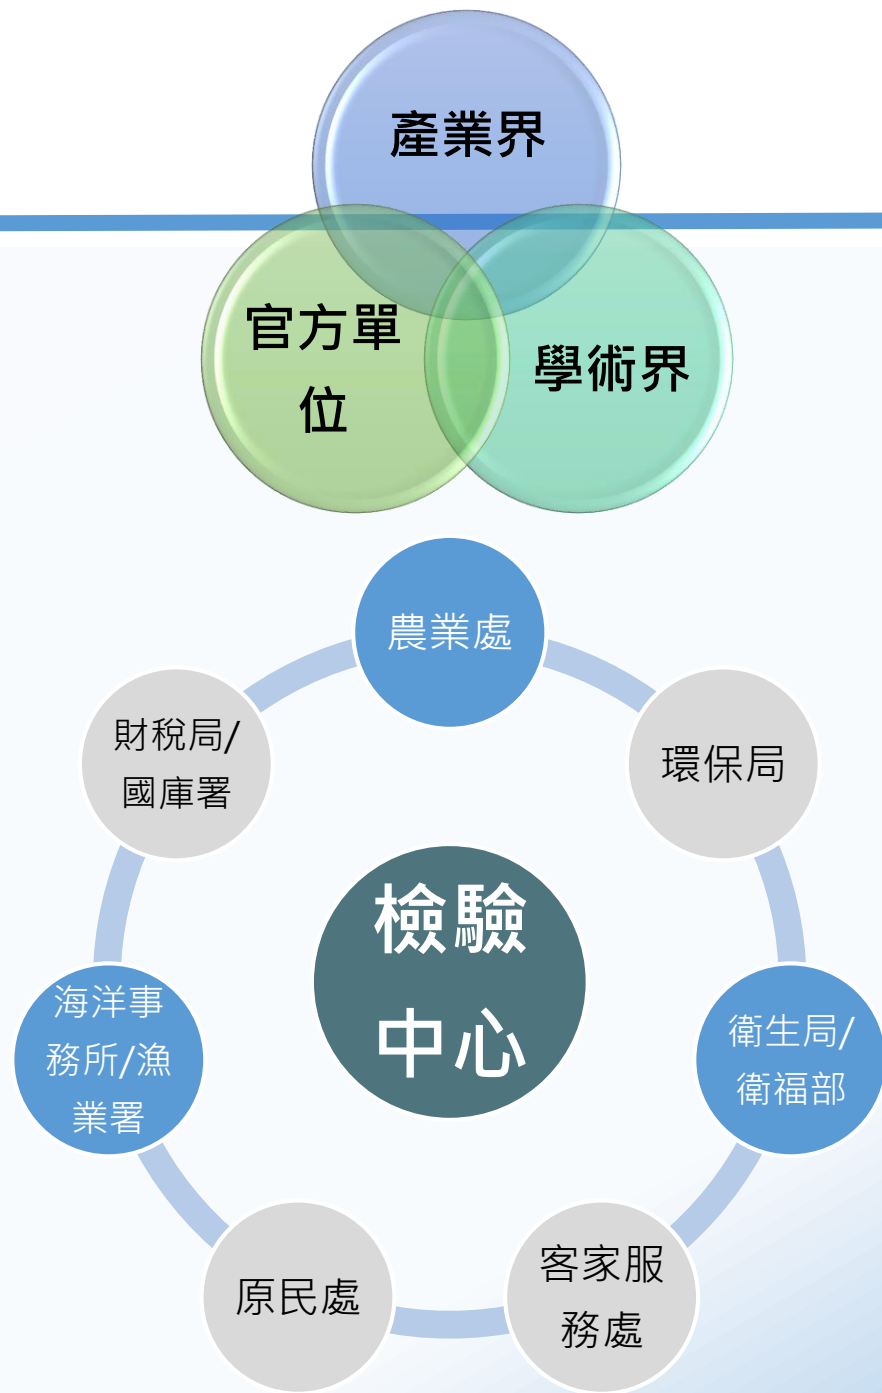 產業界
官方單
位
學術界
農業處
財稅局/
國庫署
環保局
檢驗
中心
海洋事
務所/漁
業署
衛生局/
衛福部
原民處
客家服
務處